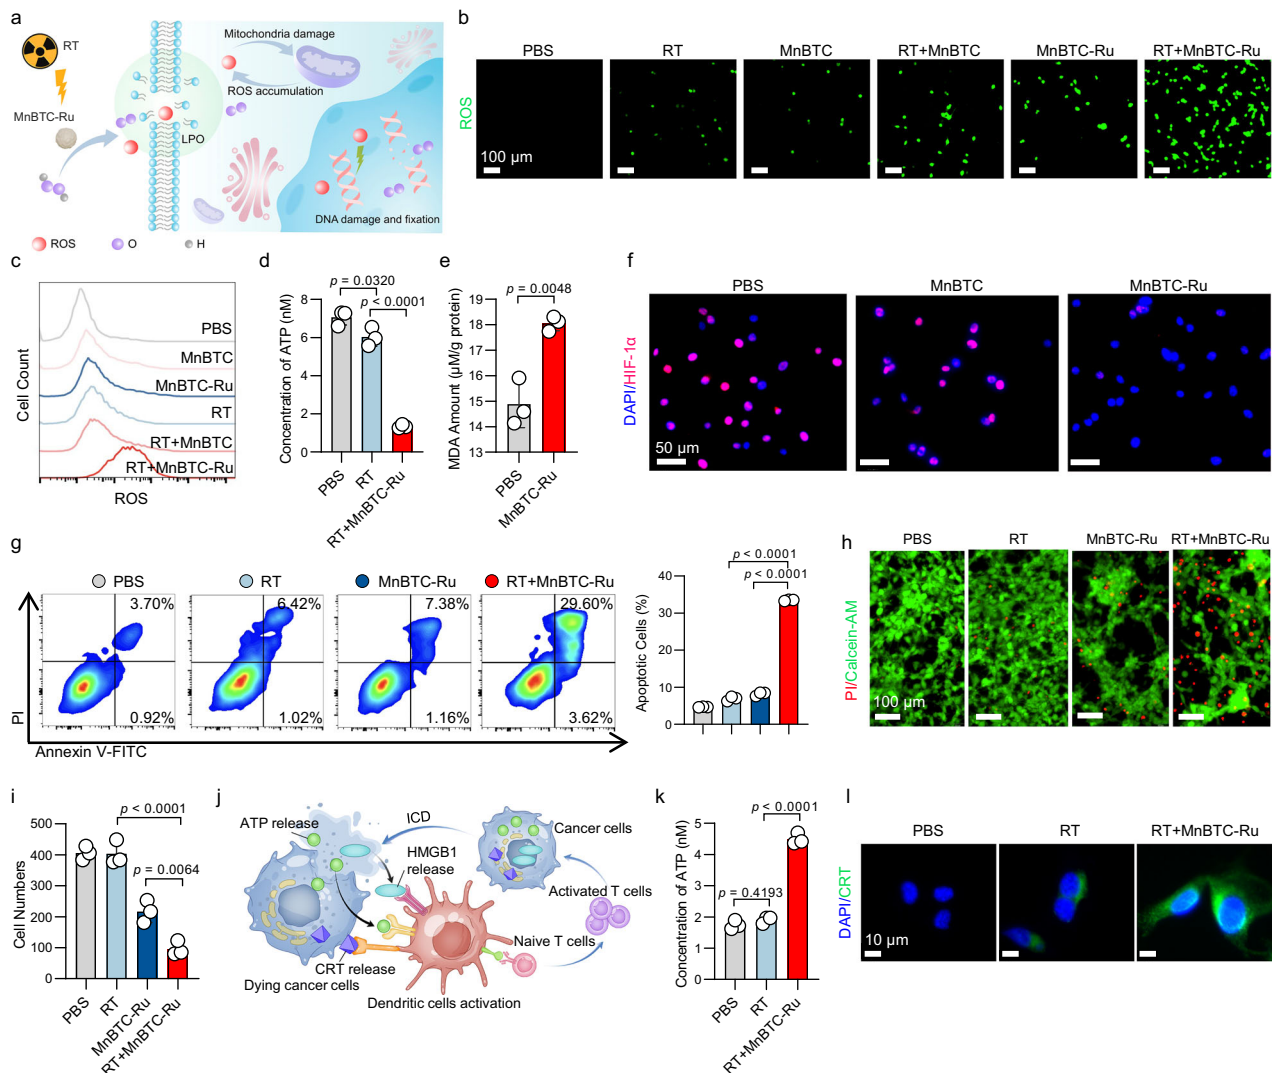 a
RT
MnBTC-Ru
LPO
Mitochondria damage
ROS accumulation
DNA damage and fixation
ROS
O
H
b
PBS
RT
MnBTC
RT+MnBTC
MnBTC-Ru
RT+MnBTC-Ru
ROS
100 µm
c
Cell Count
PBS
MnBTC
MnBTC-Ru
RT
RT+MnBTC
RT+MnBTC-Ru
ROS
d
p = 0.0320
p < 0.0001
Concentration of ATP (nM)
8
6
4
2
0
PBS
RT
RT+MnBTC-Ru
e
p = 0.0048
MDA Amount (µM/g protein)
19
18
17
16
15
14
13
PBS
MnBTC-Ru
f
PBS
MnBTC
MnBTC-Ru
DAPI/HIF-1α
50 µm
g
PBS
RT
MnBTC-Ru
RT+MnBTC-Ru
3.70%
6.42%
7.38%
29.60%
0.92%
1.02%
1.16%
3.62%
PI
Annexin V-FITC
p < 0.0001
p < 0.0001
Apoptotic Cells (%)
40
30
20
10
0
h
PBS
RT
MnBTC-Ru
RT+MnBTC-Ru
PI/Calcein-AM
100 µm
i
p < 0.0001
p = 0.0064
Cell Numbers
500
400
300
200
100
0
PBS
RT
MnBTC-Ru
RT+MnBTC-Ru
j
ATP release
ICD
Cancer cells
HMGB1
release
Activated T cells
Naive T cells
CRT release
Dying cancer cells
Dendritic cells activation
k
p < 0.0001
p = 0.4193
Concentration of ATP (nM)
5
4
3
2
1
0
PBS
RT
RT+MnBTC-Ru
l
PBS
RT
RT+MnBTC-Ru
DAPI/CRT
10 µm